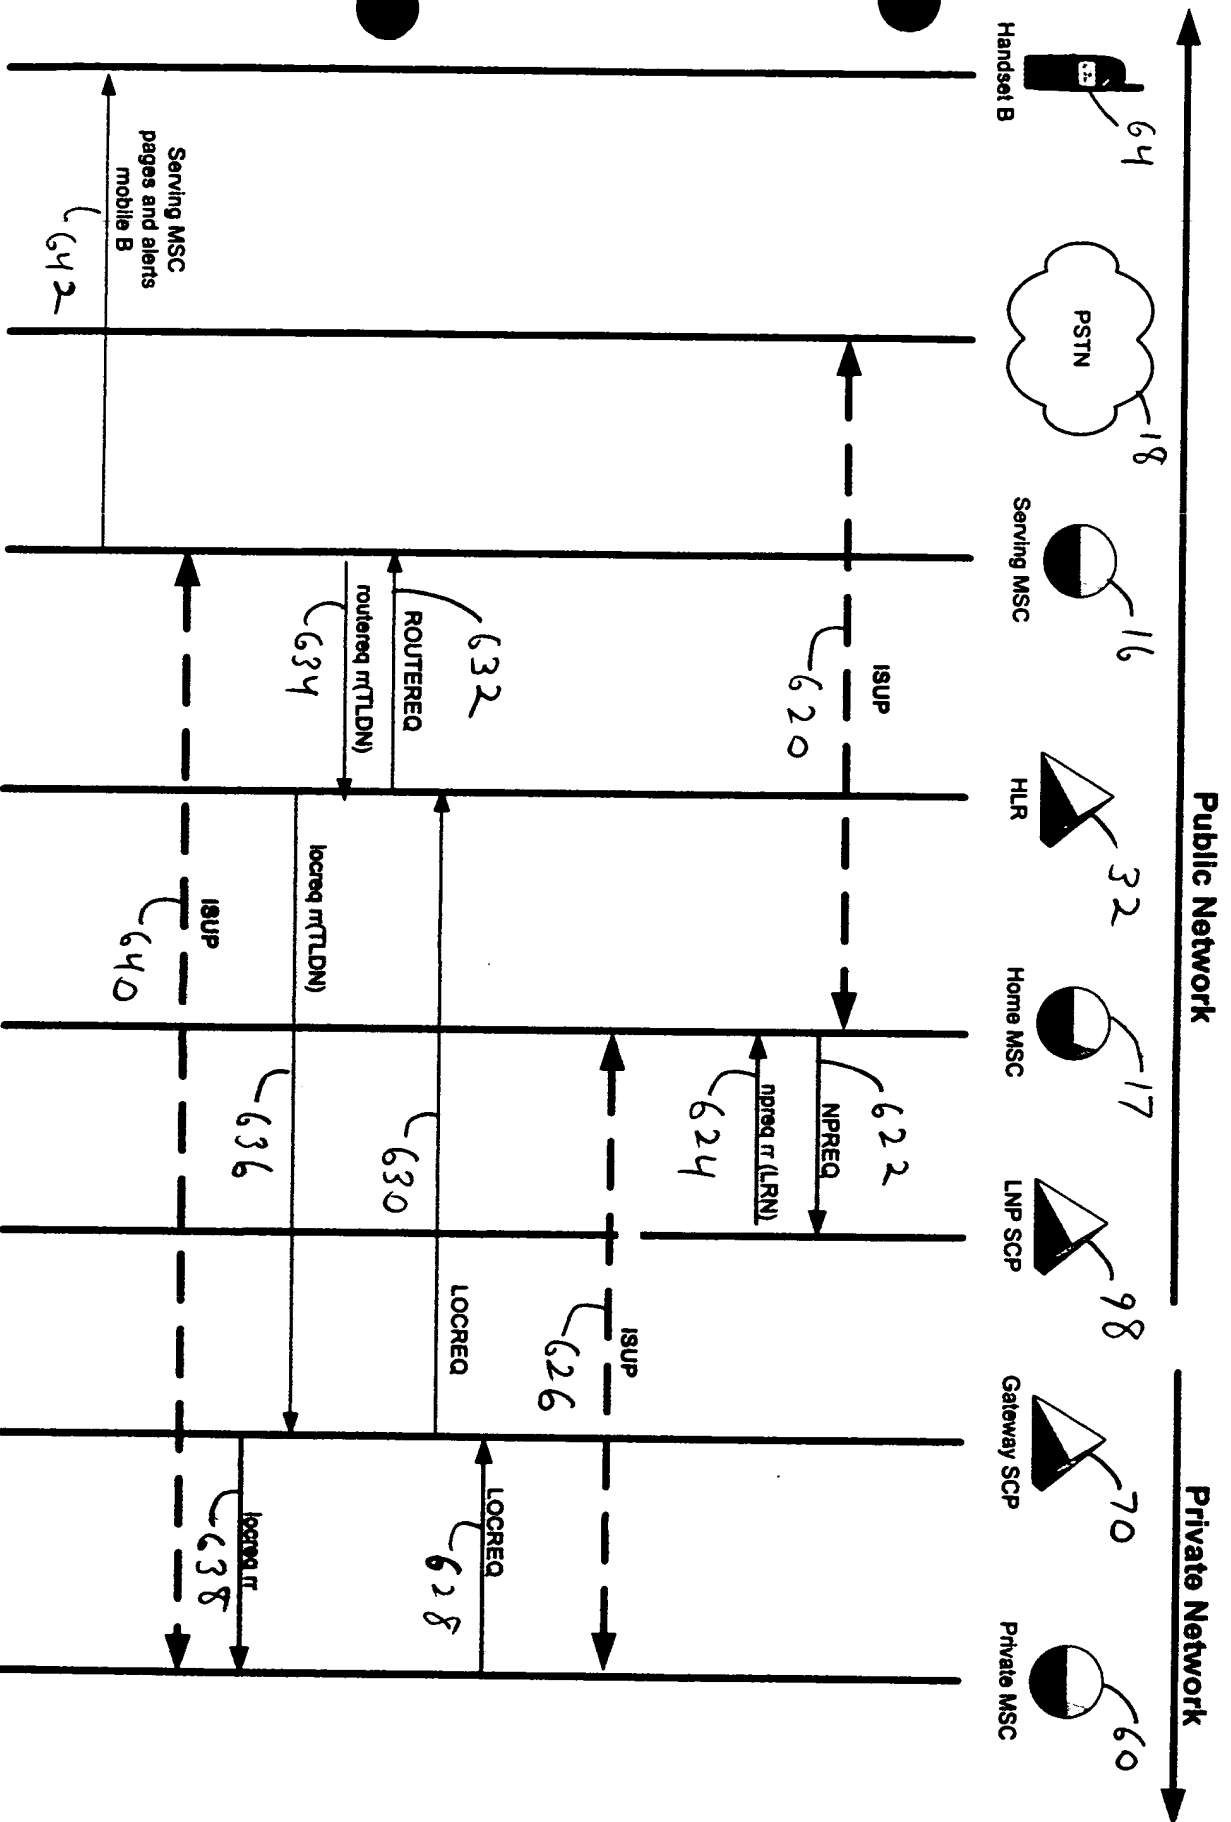 Public Network
Private Network
64
18
16
32
17
98
70
60
PSTN
Handset B
Serving MSC
HLR
Home MSC
LNP SCP
Gateway SCP
Private MSC
ISUP
620
622
NPREQ
npreq rr (LRN)
624
ISUP
626
LOCREQ
628
LOCREQ
630
632
ROUTEREQ
routereq rr(TLDN)
634
locreq rr(TLDN)
636
locreq rr
638
ISUP
640
Serving MSC
pages and alerts
mobile B
642